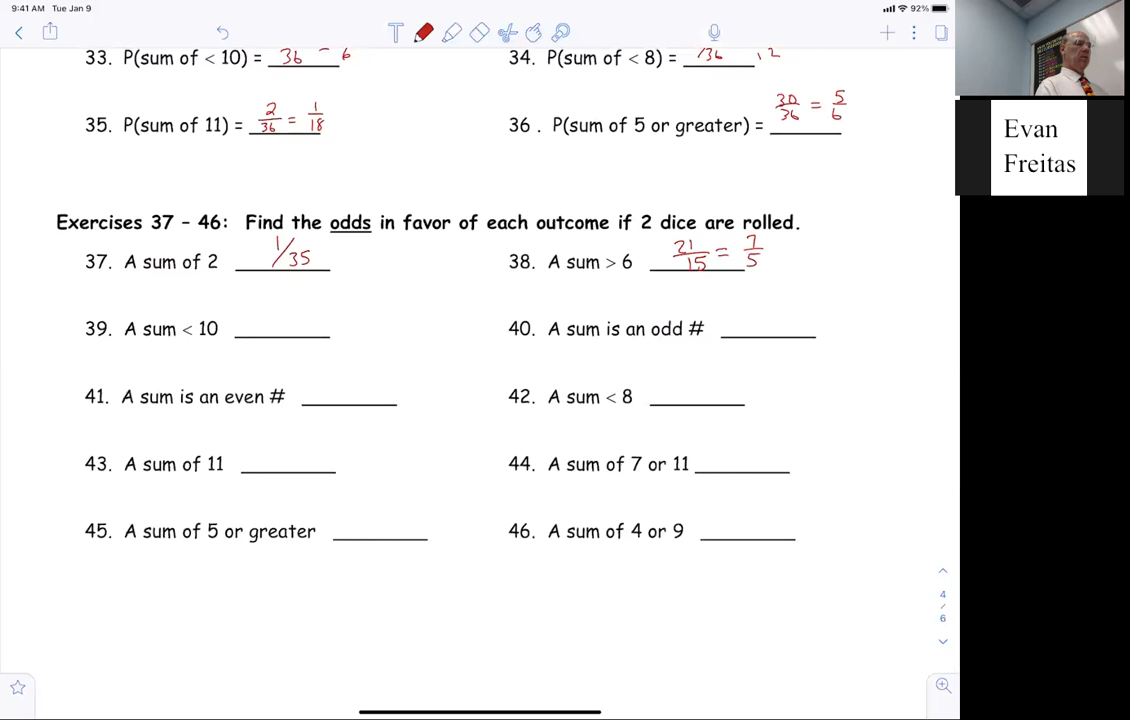 9:41 AM Tue Jan 9
92%
33. P(sum of < 10) = 36 = 6
34. P(sum of < 8) = /36 12
35. P(sum of 11) = 2/36 = 1/18
36 . P(sum of 5 or greater) = 30/36 = 5/6
Exercises 37 - 46: Find the odds in favor of each outcome if 2 dice are rolled.
37. A sum of 2 1/35
38. A sum > 6 21/15 = 7/5
39. A sum < 10
40. A sum is an odd #
41. A sum is an even #
42. A sum < 8
43. A sum of 11
44. A sum of 7 or 11
45. A sum of 5 or greater
46. A sum of 4 or 9
4
/
6
Evan
Freitas